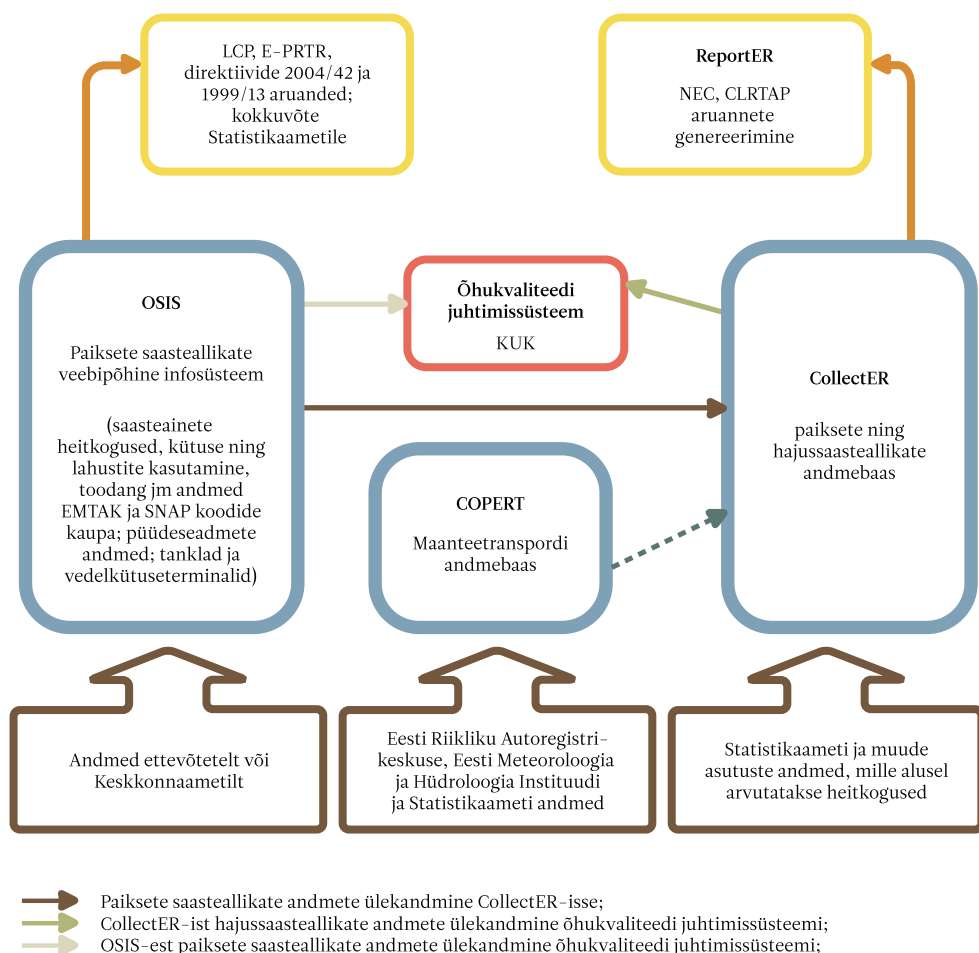 LCP, E-PRTR,
direktiivide 2004/42 ja
1999/13 aruanded;
kokkuvõte
Statistikaametile
ReportER
NEC, CLRTAP
aruannete
genereerimine
OSIS
Paiksete saasteallikate
veebipõhine infosüsteem
(saasteainete
heitkogused, kütuse ning
lahustite kasutamine,
toodang jm andmed
EMTAK ja SNAP koodide
kaupa; püüdeseadmete
andmed; tanklad ja
vedelkütuseterminalid)
Õhukvaliteedi
juhtimissüsteem
KUK
COPERT
Maanteetranspordi
andmebaas
CollectER
paiksete ning
hajussaasteallikate
andmebaas
Andmed ettevõtetelt või
Keskkonnaametilt
Eesti Riikliku Autoregistri-
keskuse, Eesti Meteoroloogia
ja Hüdroloogia Instituudi
ja Statistikaameti andmed
Statistikaameti ja muude
asutuste andmed, mille alusel
arvutatakse heitkogused
Paiksete saasteallikate andmete ülekandmine CollectER-isse;
CollectER-ist hajussaasteallikate andmete ülekandmine õhukvaliteedi juhtimissüsteemi;
OSIS-est paiksete saasteallikate andmete ülekandmine õhukvaliteedi juhtimissüsteemi;